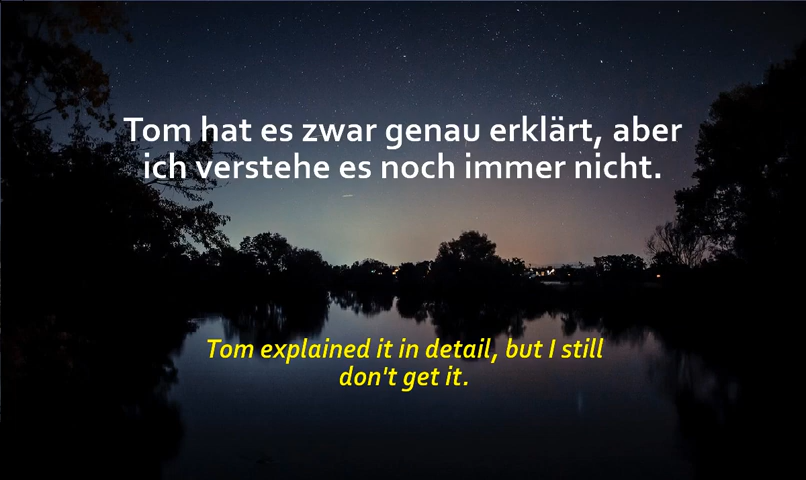 Tom hat es zwar genau erklärt, aber
ich verstehe es noch immer nicht.
Tom explained it in detail, but I still
don't get it.